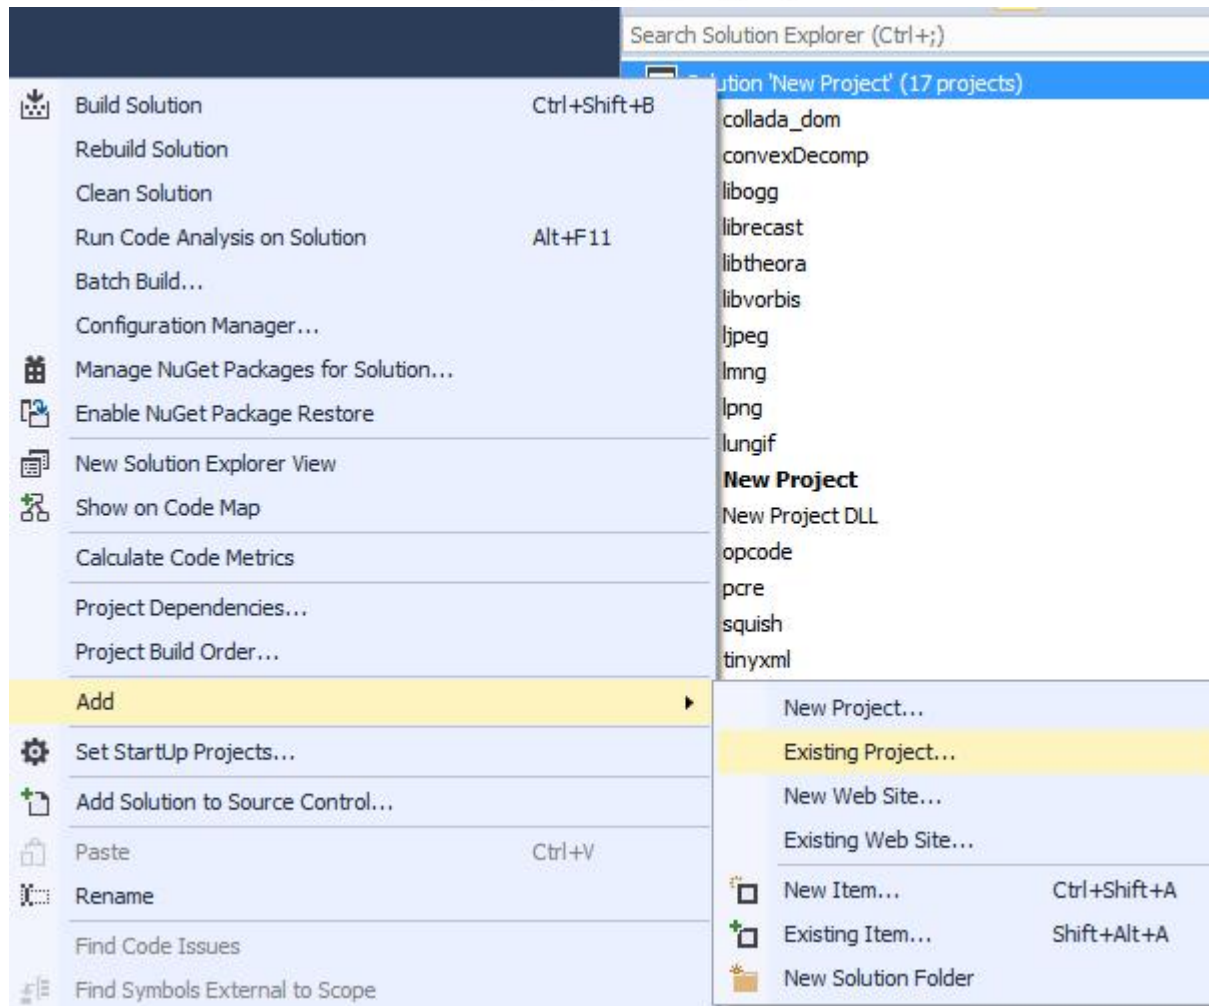 Search Solution Explorer (Ctrl+;)
ution 'New Project' (17 projects)
collada_dom
convexDecomp
libogg
librecast
libtheora
libvorbis
ljpeg
lmng
lpng
lungif
New Project
New Project DLL
opcode
pcre
squish
tinyxml
Build Solution Ctrl+Shift+B
Rebuild Solution
Clean Solution
Run Code Analysis on Solution Alt+F11
Batch Build...
Configuration Manager...
Manage NuGet Packages for Solution...
Enable NuGet Package Restore
New Solution Explorer View
Show on Code Map
Calculate Code Metrics
Project Dependencies...
Project Build Order...
Add
Set StartUp Projects...
Add Solution to Source Control...
Paste Ctrl+V
Rename
Find Code Issues
Find Symbols External to Scope
New Project...
Existing Project...
New Web Site...
Existing Web Site...
New Item... Ctrl+Shift+A
Existing Item... Shift+Alt+A
New Solution Folder